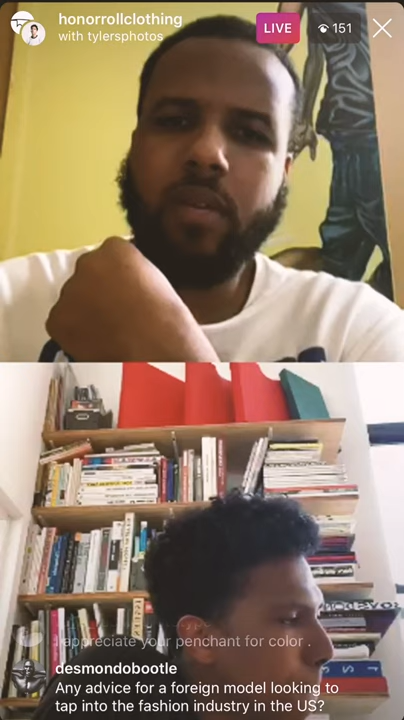 honorrollclothing
with tylersphotos
LIVE
151
I appreciate your penchant for color .
desmondobootle
Any advice for a foreign model looking to
tap into the fashion industry in the US?